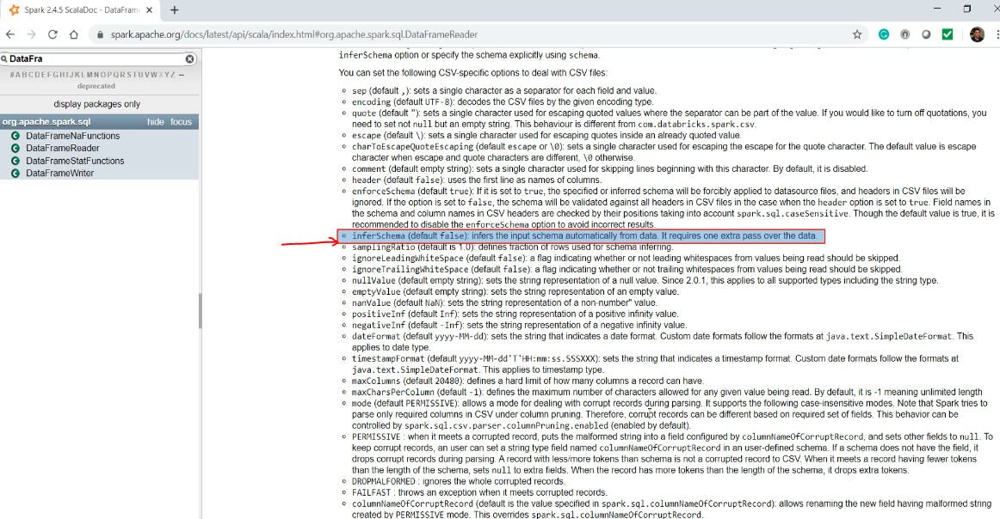 Spark 2.4.5 ScalaDoc - DataFrame
spark.apache.org/docs/latest/api/scala/index.html#org.apache.spark.sql.DataFrameReader
DataFra
#ABCDEFGHIJKLMNOPQRSTUVWXYZ –
deprecated
display packages only
org.apache.spark.sql hide focus
DataFrameNaFunctions
DataFrameReader
DataFrameStatFunctions
DataFrameWriter
inferSchema option or specify the schema explicitly using schema.
You can set the following CSV-specific options to deal with CSV files:
sep (default ,): sets a single character as a separator for each field and value.
encoding (default UTF-8): decodes the CSV files by the given encoding type.
quote (default "): sets a single character used for escaping quoted values where the separator can be part of the value. If you would like to turn off quotations, you
need to set not null but an empty string. This behaviour is different from com.databricks.spark.csv.
escape (default \): sets a single character used for escaping quotes inside an already quoted value.
charToEscapeQuoteEscaping (default escape or \0): sets a single character used for escaping the escape for the quote character. The default value is escape
character when escape and quote characters are different, \0 otherwise.
comment (default empty string): sets a single character used for skipping lines beginning with this character. By default, it is disabled.
header (default false): uses the first line as names of columns.
enforceSchema (default true): If it is set to true, the specified or inferred schema will be forcibly applied to datasource files, and headers in CSV files will be
ignored. If the option is set to false, the schema will be validated against all headers in CSV files in the case when the header option is set to true. Field names in
the schema and column names in CSV headers are checked by their positions taking into account spark.sql.caseSensitive. Though the default value is true, it is
recommended to disable the enforceSchema option to avoid incorrect results.
inferSchema (default false): infers the input schema automatically from data. It requires one extra pass over the data.
samplingRatio (default is 1.0): defines fraction of rows used for schema inferring.
ignoreLeadingWhiteSpace (default false): a flag indicating whether or not leading whitespaces from values being read should be skipped.
ignoreTrailingWhiteSpace (default false): a flag indicating whether or not trailing whitespaces from values being read should be skipped.
nullValue (default empty string): sets the string representation of a null value. Since 2.0.1, this applies to all supported types including the string type.
emptyValue (default empty string): sets the string representation of an empty value.
nanValue (default NaN): sets the string representation of a non-number" value.
positiveInf (default Inf): sets the string representation of a positive infinity value.
negativeInf (default -Inf): sets the string representation of a negative infinity value.
dateFormat (default yyyy-MM-dd): sets the string that indicates a date format. Custom date formats follow the formats at java.text.SimpleDateFormat. This
applies to date type.
timestampFormat (default yyyy-MM-dd'T'HH:mm:ss.SSSXXX): sets the string that indicates a timestamp format. Custom date formats follow the formats at
java.text.SimpleDateFormat. This applies to timestamp type.
maxColumns (default 20480): defines a hard limit of how many columns a record can have.
maxCharsPerColumn (default -1): defines the maximum number of characters allowed for any given value being read. By default, it is -1 meaning unlimited length
mode (default PERMISSIVE): allows a mode for dealing with corrupt records during parsing. It supports the following case-insensitive modes. Note that Spark tries to
parse only required columns in CSV under column pruning. Therefore, corrupt records can be different based on required set of fields. This behavior can be
controlled by spark.sql.csv.parser.columnPruning.enabled (enabled by default).
PERMISSIVE : when it meets a corrupted record, puts the malformed string into a field configured by columnNameOfCorruptRecord, and sets other fields to null. To
keep corrupt records, an user can set a string type field named columnNameOfCorruptRecord in an user-defined schema. If a schema does not have the field, it
drops corrupt records during parsing. A record with less/more tokens than schema is not a corrupted record to CSV. When it meets a record having fewer tokens
than the length of the schema, sets null to extra fields. When the record has more tokens than the length of the schema, it drops extra tokens.
DROPMALFORMED : ignores the whole corrupted records.
FAILFAST : throws an exception when it meets corrupted records.
columnNameOfCorruptRecord (default is the value specified in spark.sql.columnNameOfCorruptRecord): allows renaming the new field having malformed string
created by PERMISSIVE mode. This overrides spark.sql.columnNameOfCorruptRecord.